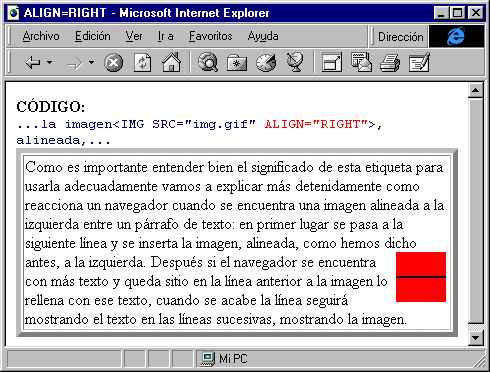 ALIGN=RIGHT - Microsoft Internet Explorer
Archivo Edición Ver Ir a Favoritos Ayuda Dirección
CÓDIGO:
...la imagen<IMG SRC="img.gif" ALIGN="RIGHT">,
alineada,...
Como es importante entender bien el significado de esta etiqueta para
usarla adecuadamente vamos a explicar más detenidamente como
reacciona un navegador cuando se encuentra una imagen alineada a la
izquierda entre un párrafo de texto: en primer lugar se pasa a la
siguiente línea y se inserta la imagen, alineada, como hemos dicho
antes, a la izquierda. Después si el navegador se encuentra
con más texto y queda sitio en la línea anterior a la imagen lo
rellena con ese texto, cuando se acabe la línea seguirá
mostrando el texto en las líneas sucesivas, mostrando la imagen.
Mi PC